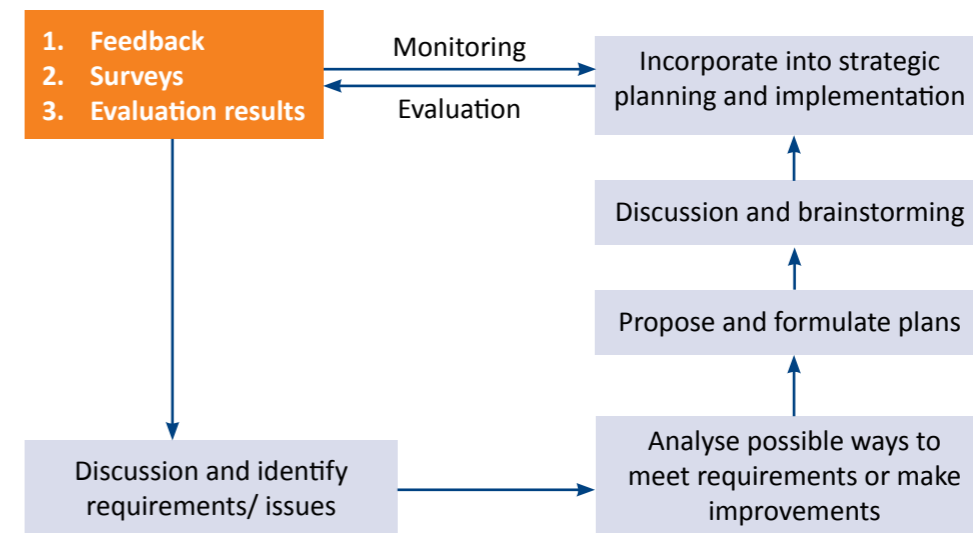 1. Feedback
2. Surveys
3. Evaluation results
Monitoring
Evaluation
Incorporate into strategic
planning and implementation
Discussion and brainstorming
Propose and formulate plans
Analyse possible ways to
meet requirements or make
improvements
Discussion and identify
requirements/ issues